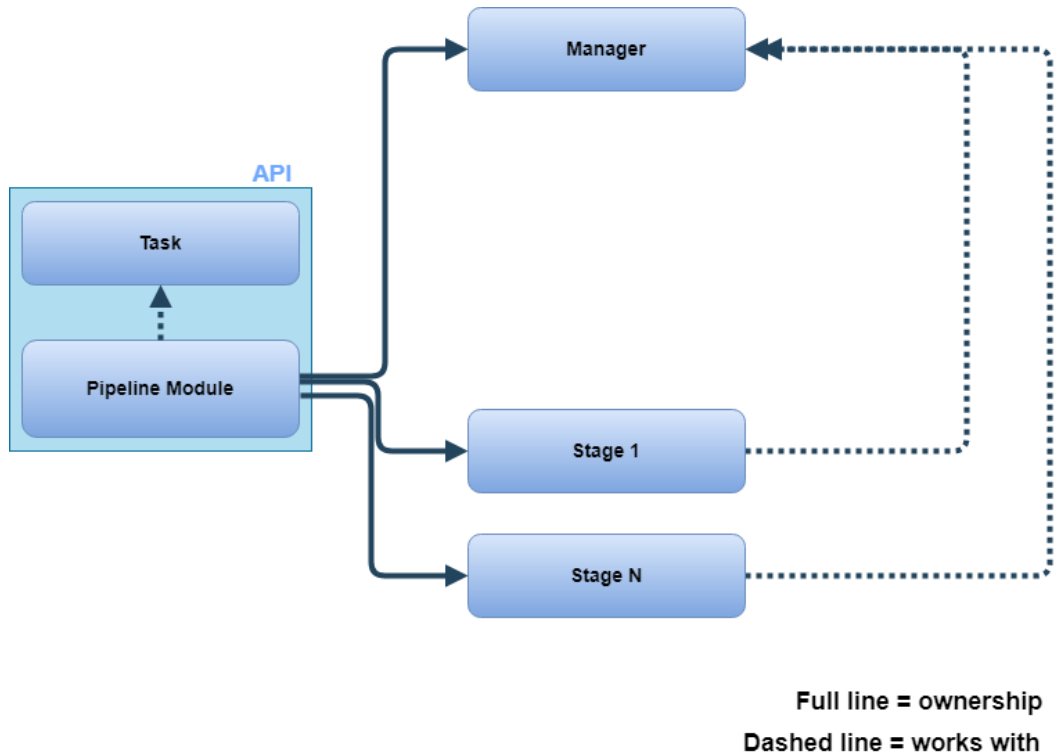 Manager
API
Task
Pipeline Module
Stage 1
Stage N
Full line = ownership
Dashed line = works with